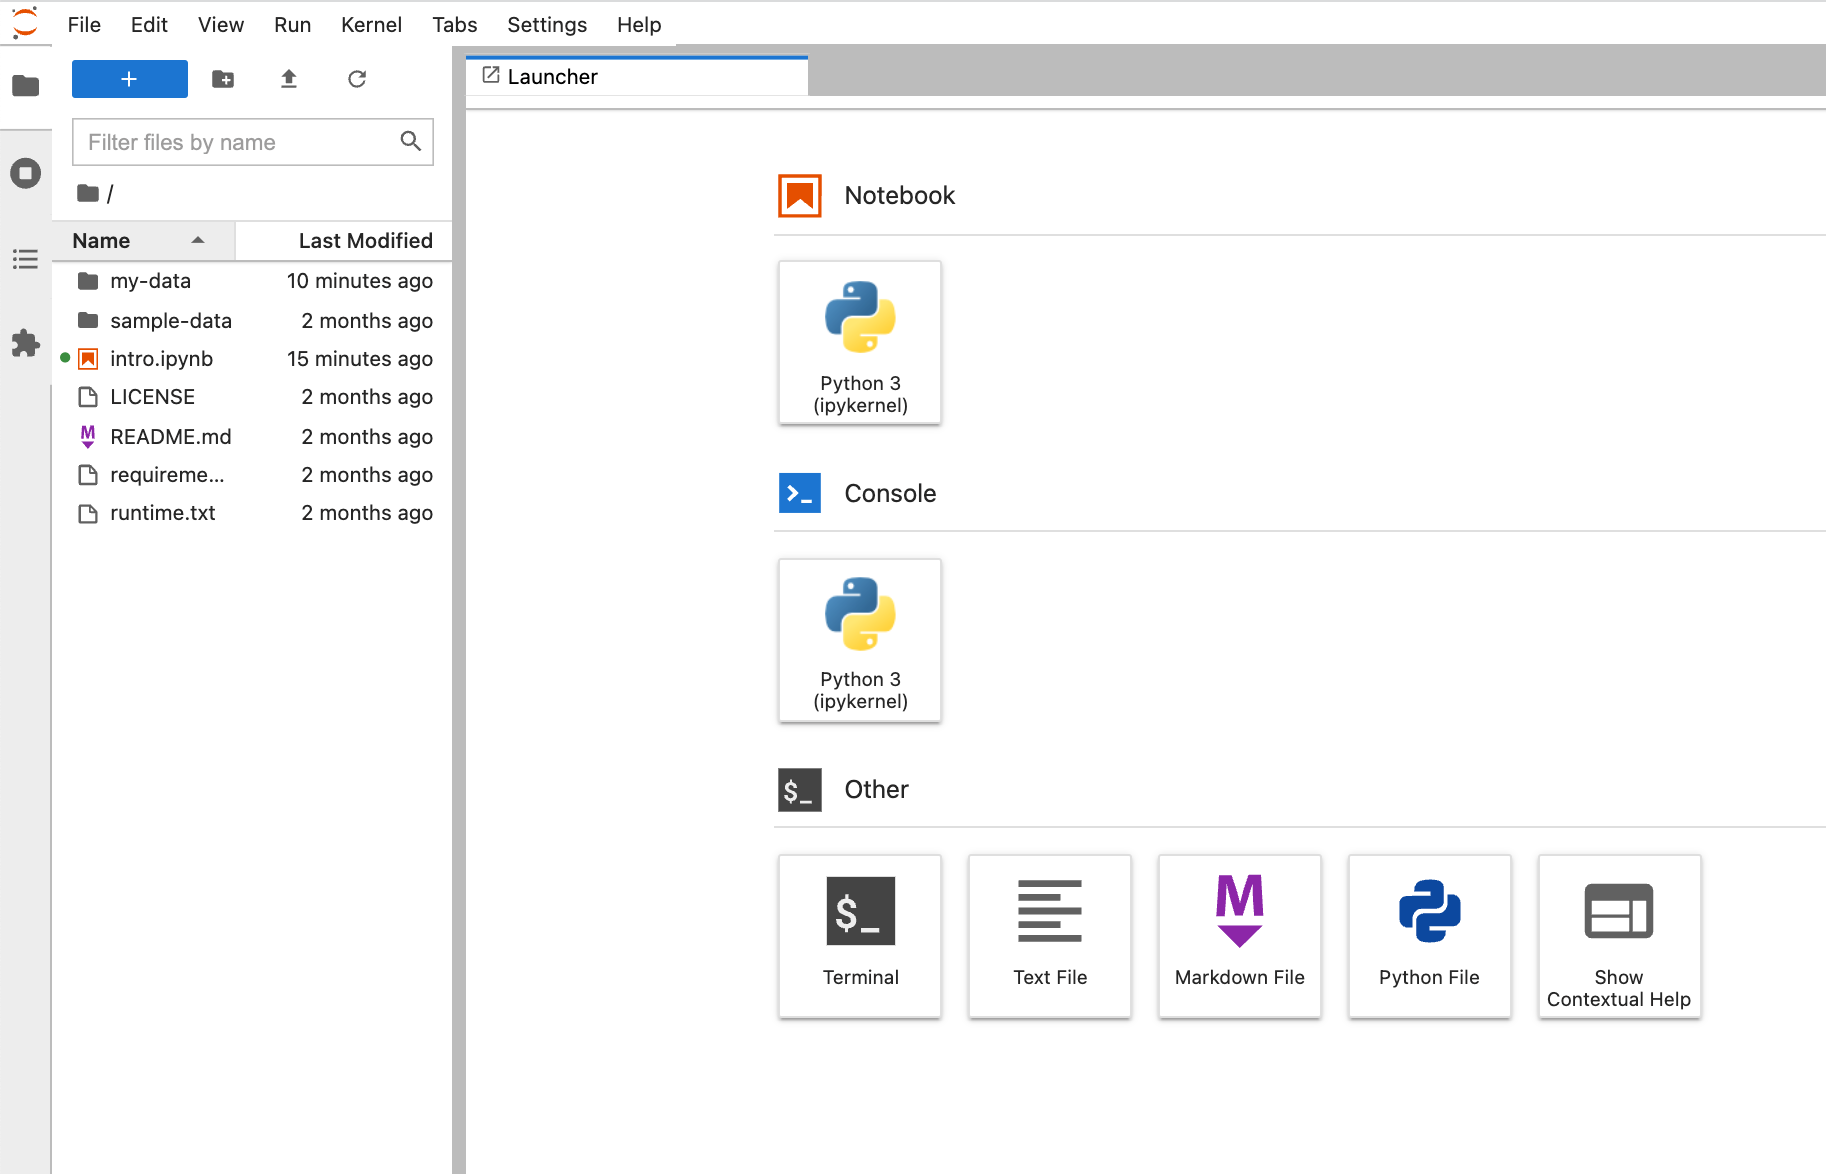 File Edit View Run Kernel Tabs Settings Help
+
Launcher
Filter files by name
/
Name Last Modified
my-data 10 minutes ago
sample-data 2 months ago
intro.ipynb 15 minutes ago
LICENSE 2 months ago
README.md 2 months ago
requireme... 2 months ago
runtime.txt 2 months ago
Notebook
Python 3
(ipykernel)
Console
Python 3
(ipykernel)
$_ Other
$_
Terminal
Text File
M
Markdown File
Python File
Show
Contextual Help